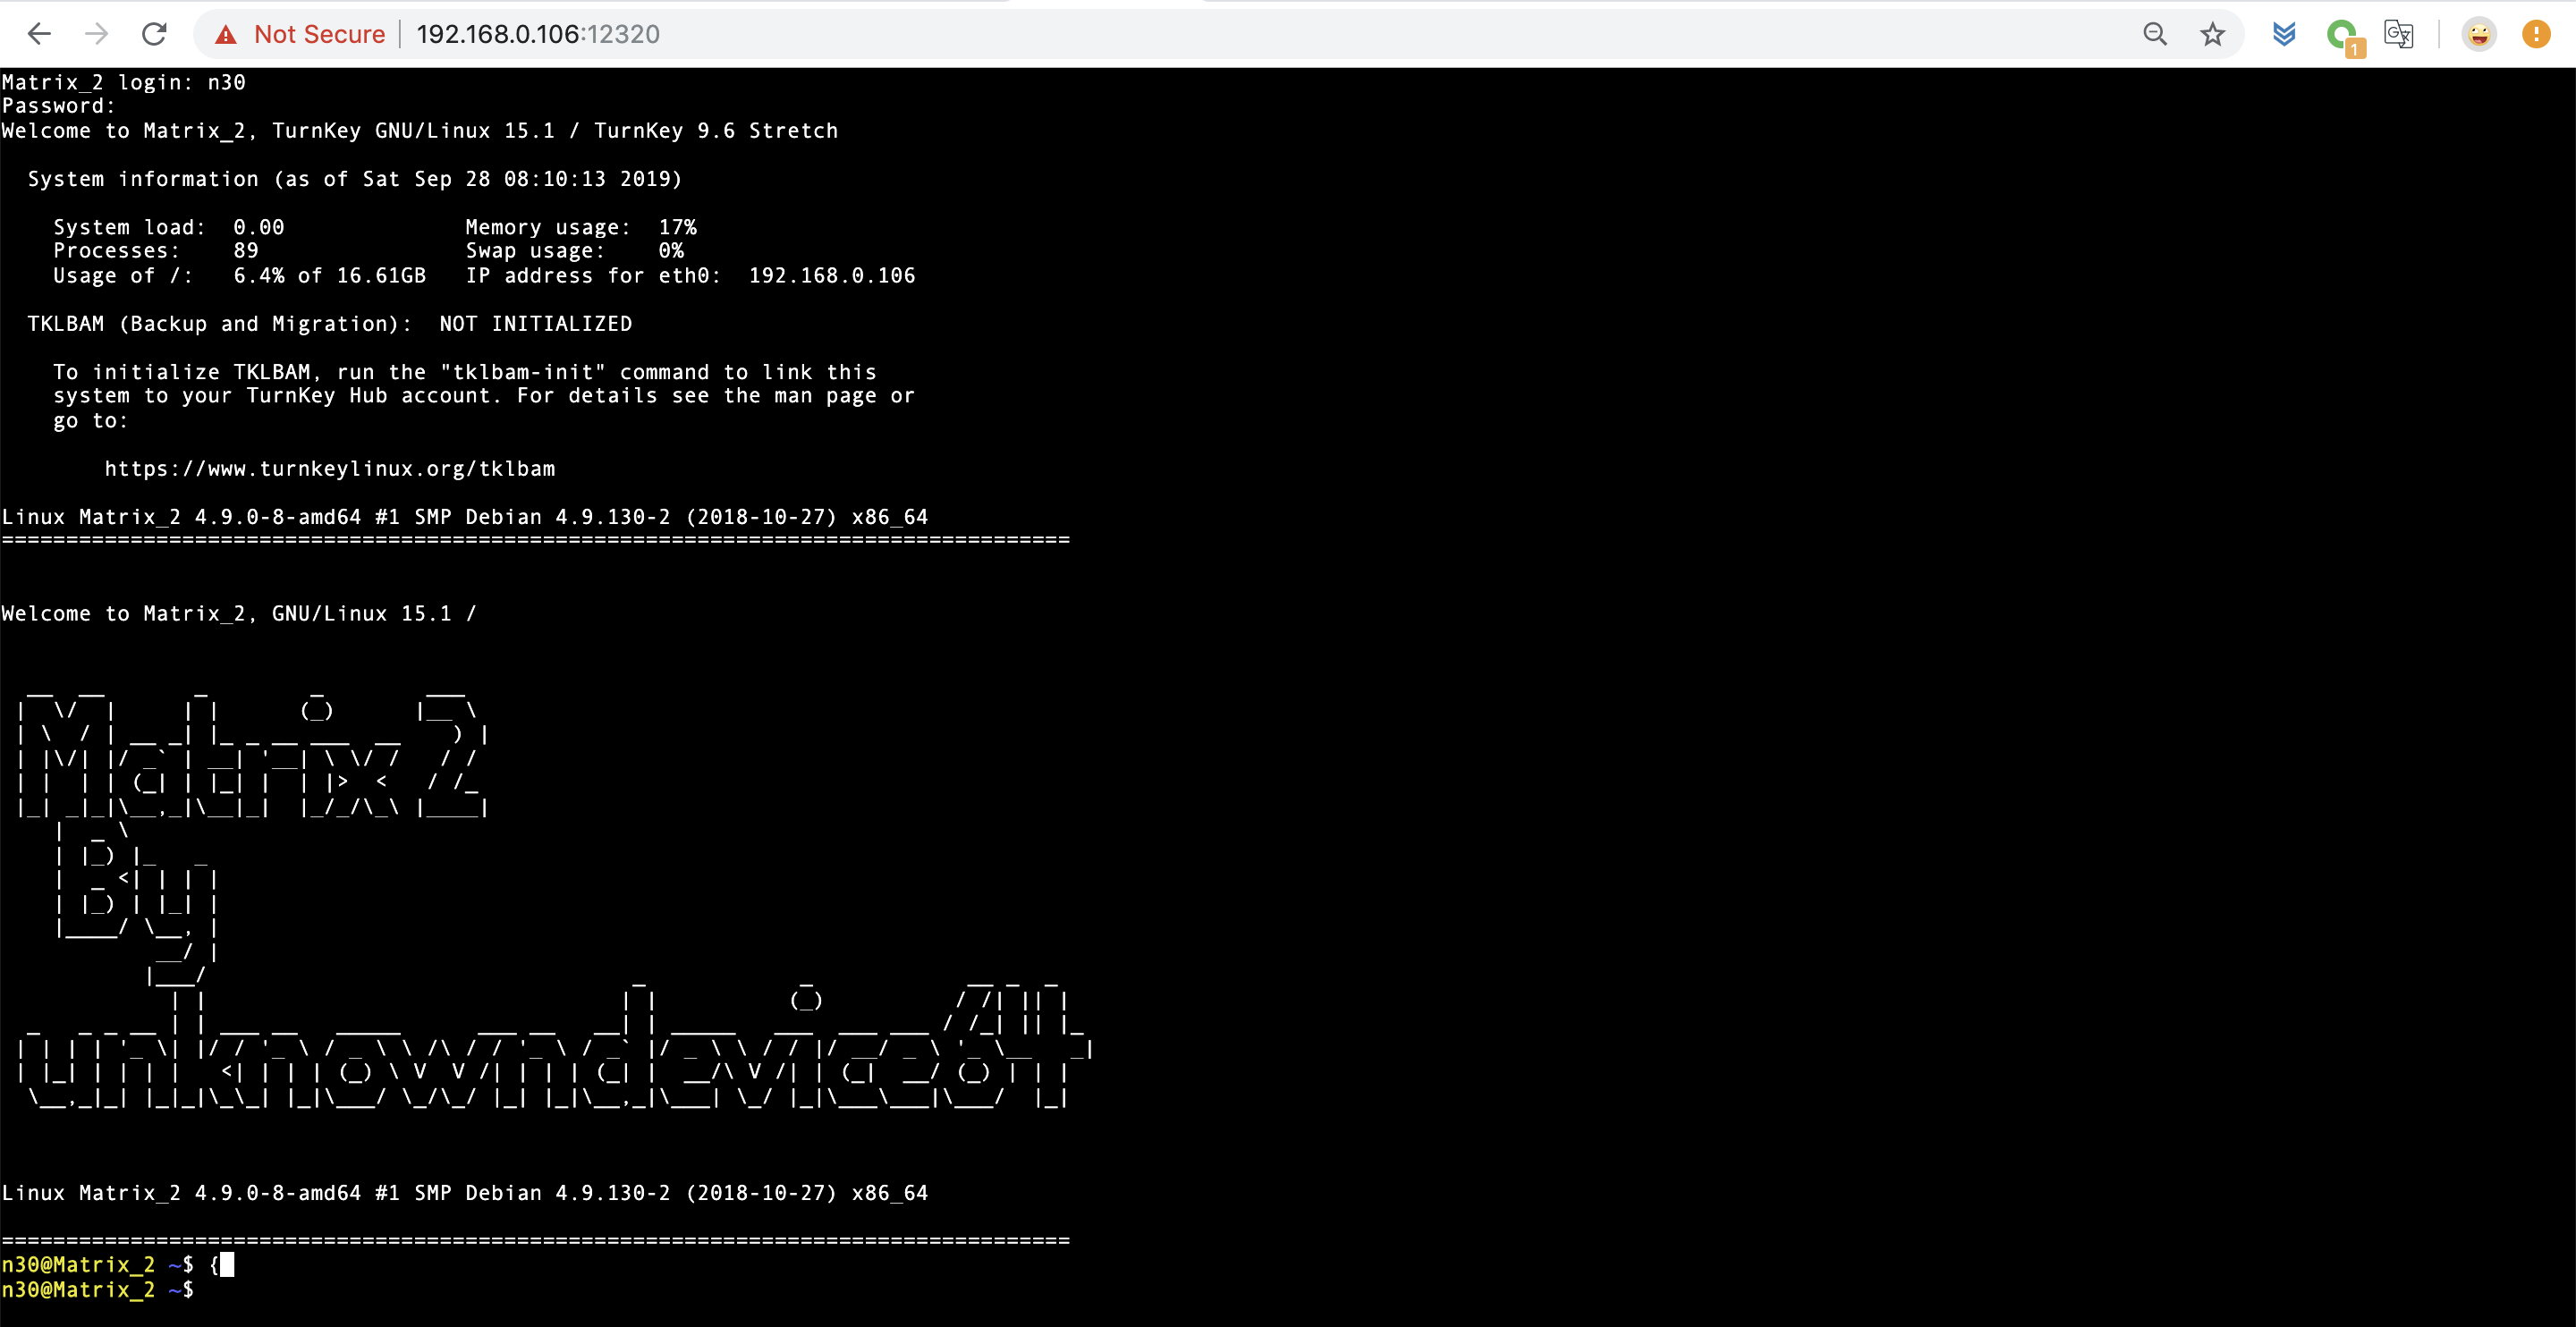 Not Secure | 192.168.0.106:12320
1
Matrix_2 login: n30
Password:
Welcome to Matrix_2, TurnKey GNU/Linux 15.1 / TurnKey 9.6 Stretch
System information (as of Sat Sep 28 08:10:13 2019)
System load: 0.00 Memory usage: 17%
Processes: 89 Swap usage: 0%
Usage of /: 6.4% of 16.61GB IP address for eth0: 192.168.0.106
TKLBAM (Backup and Migration): NOT INITIALIZED
To initialize TKLBAM, run the "tklbam-init" command to link this
system to your TurnKey Hub account. For details see the man page or
go to:
https://www.turnkeylinux.org/tklbam
Linux Matrix_2 4.9.0-8-amd64 #1 SMP Debian 4.9.130-2 (2018-10-27) x86_64
===================================================================================
Welcome to Matrix_2, GNU/Linux 15.1 /
Matrix 2
By
unknowndevice64
Linux Matrix_2 4.9.0-8-amd64 #1 SMP Debian 4.9.130-2 (2018-10-27) x86_64
===================================================================================
n30@Matrix_2 ~$ {
n30@Matrix_2 ~$